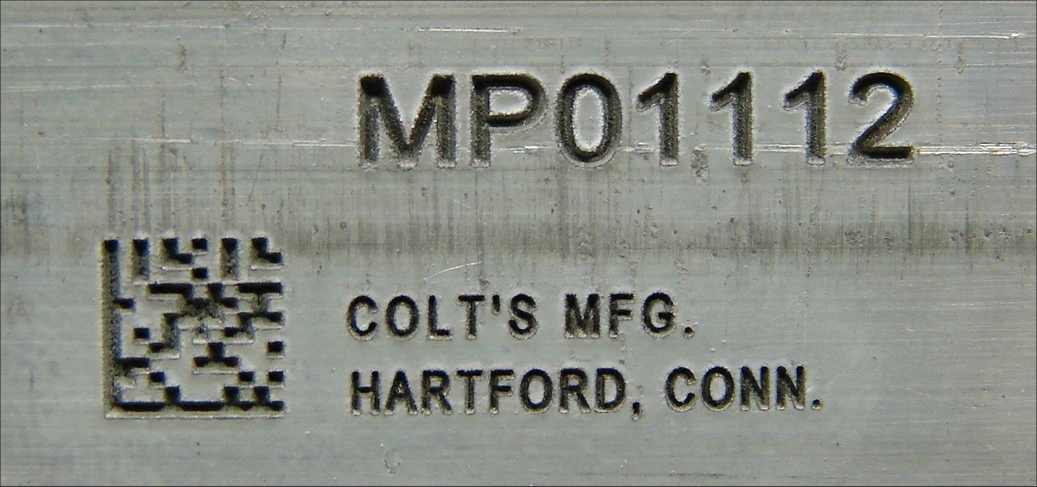 MP01112
COLT'S MFG.
HARTFORD, CONN.